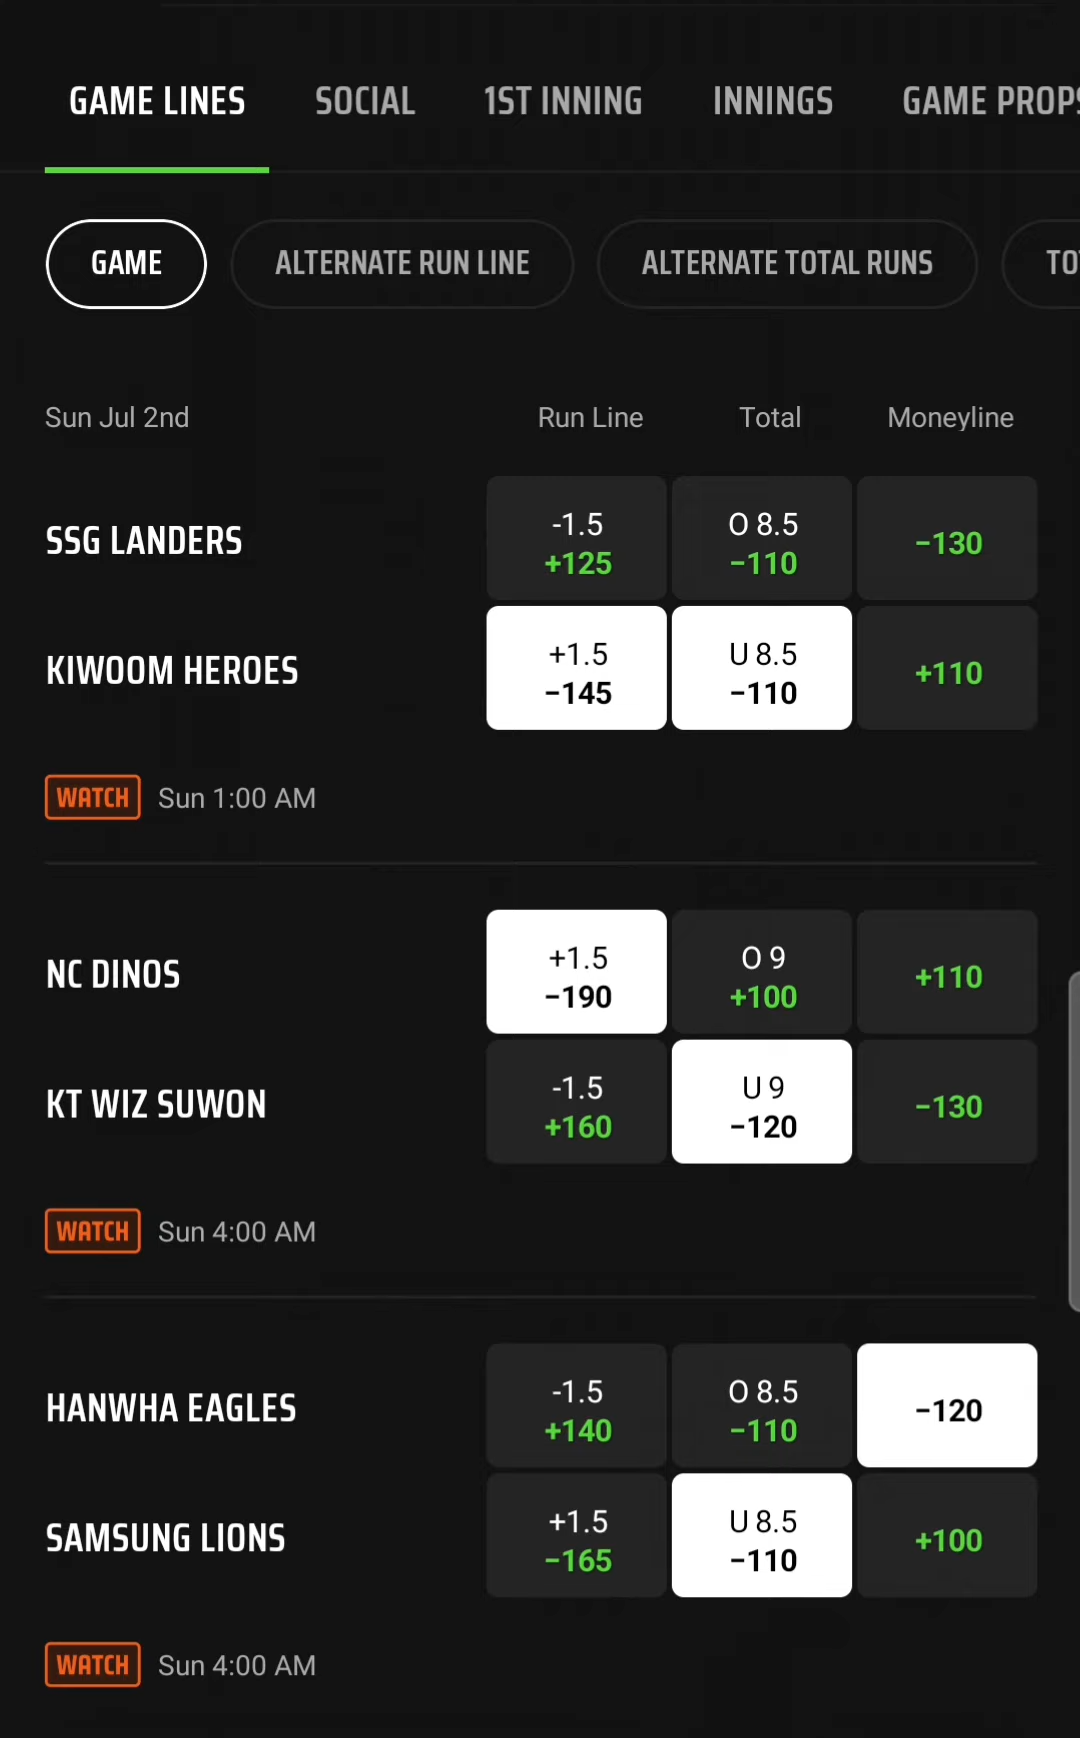 GAME LINES SOCIAL 1ST INNING INNINGS GAME PROPS
GAME ALTERNATE RUN LINE ALTERNATE TOTAL RUNS TO
Sun Jul 2nd Run Line Total Moneyline
SSG LANDERS
-1.5 O 8.5
+125 −110 −130
KIWOOM HEROES
+1.5 U 8.5
−145 −110 +110
WATCH Sun 1:00 AM
NC DINOS
+1.5 O 9
−190 +100 +110
KT WIZ SUWON
-1.5 U 9
+160 −120 −130
WATCH Sun 4:00 AM
HANWHA EAGLES
-1.5 O 8.5
+140 −110 −120
SAMSUNG LIONS
+1.5 U 8.5
−165 −110 +100
WATCH Sun 4:00 AM